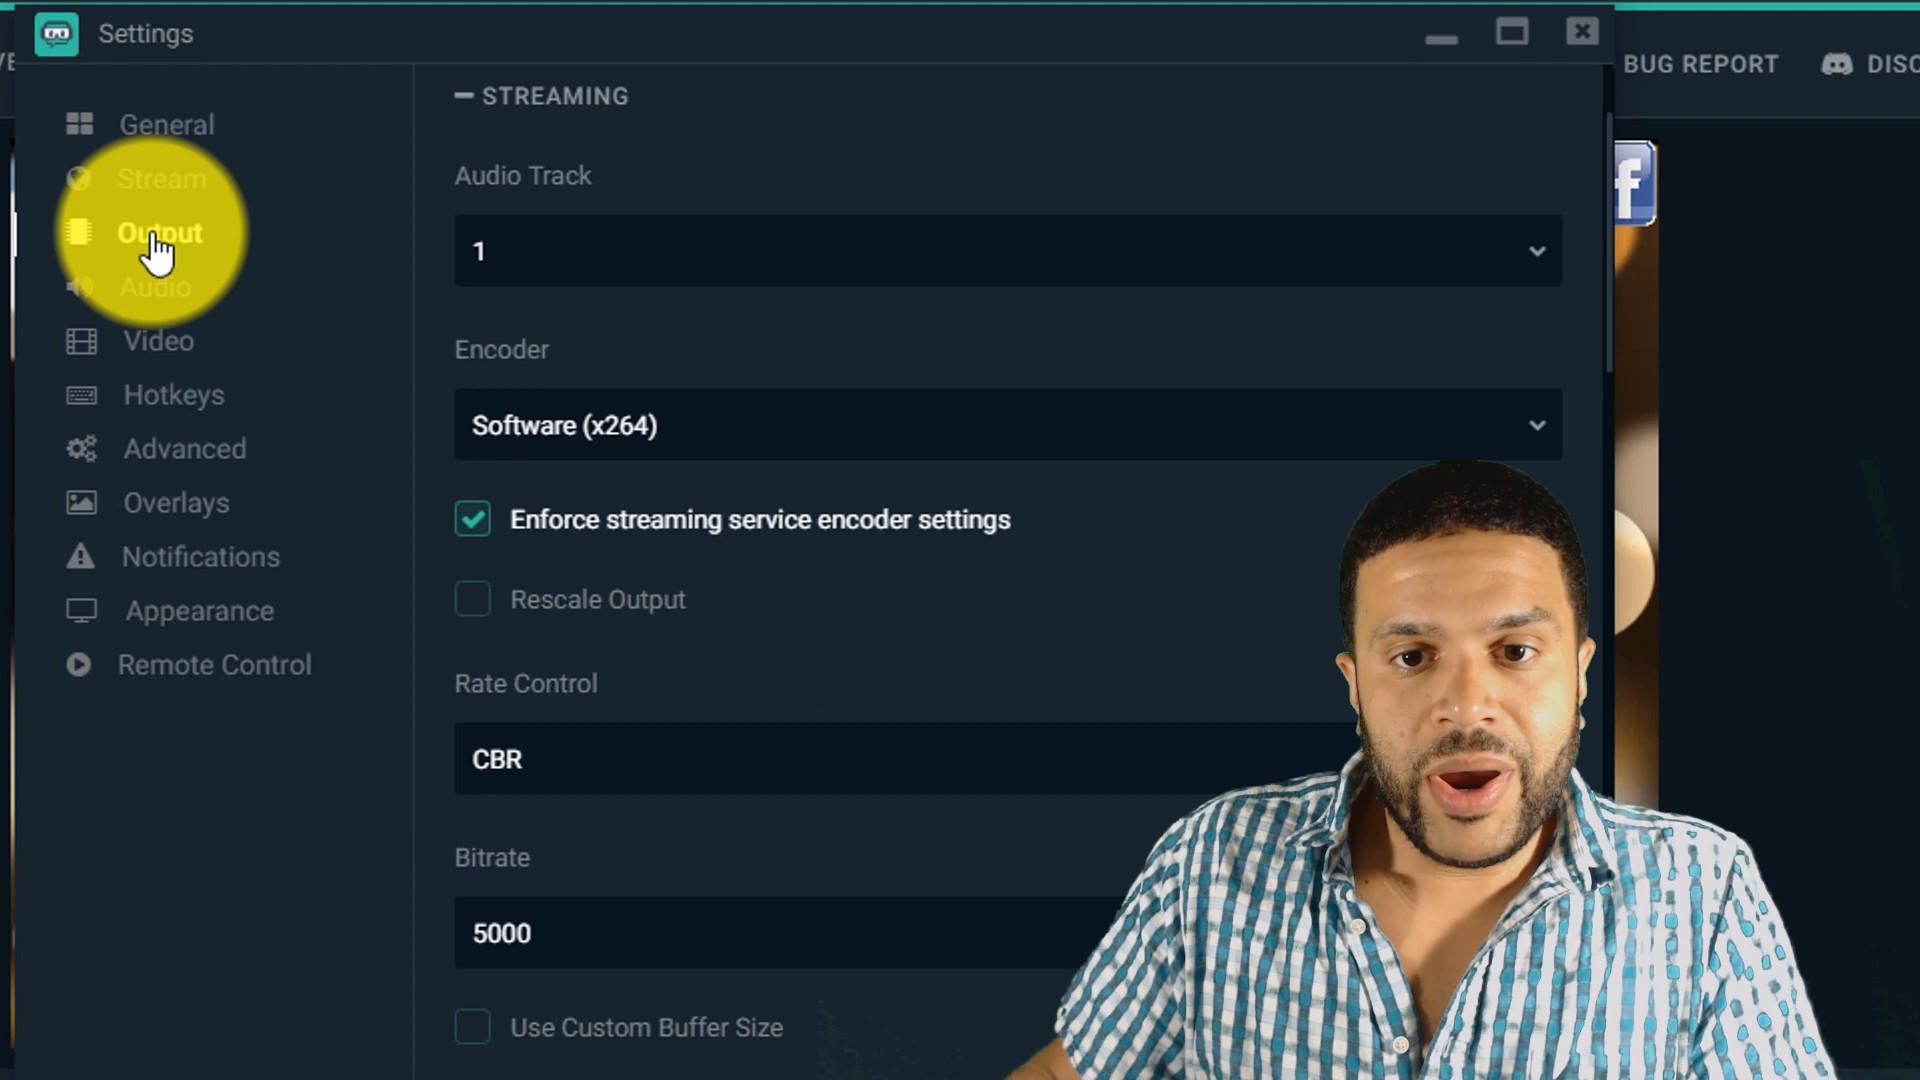 Settings
BUG REPORT
DISC
General
Stream
Output
Audio
Video
Hotkeys
Advanced
Overlays
Notifications
Appearance
Remote Control
STREAMING
Audio Track
1
Encoder
Software (x264)
Enforce streaming service encoder settings
Rescale Output
Rate Control
CBR
Bitrate
5000
Use Custom Buffer Size
f